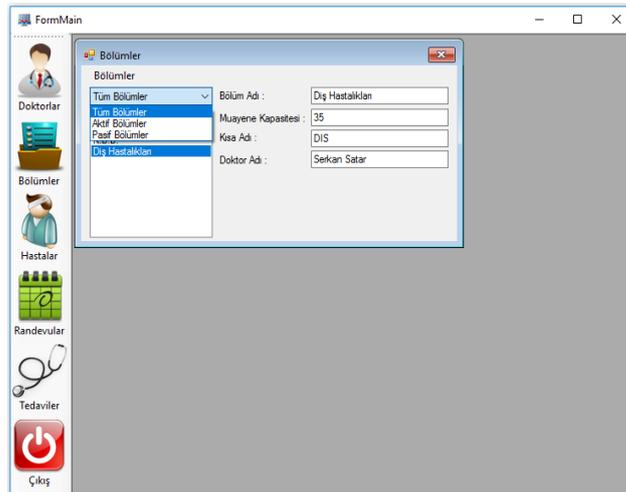 FormMain
Doktorlar
Bölümler
Hastalar
Randevular
Tedaviler
Çıkış
Bölümler
Bölümler
Tüm Bölümler
Tüm Bölümler
Aktif Bölümler
Pasif Bölümler
Diş Hastalıkları
Bölüm Adı : Diş Hastalıkları
Muayene Kapasitesi : 35
Kısa Adı : DIS
Doktor Adı : Serkan Satar